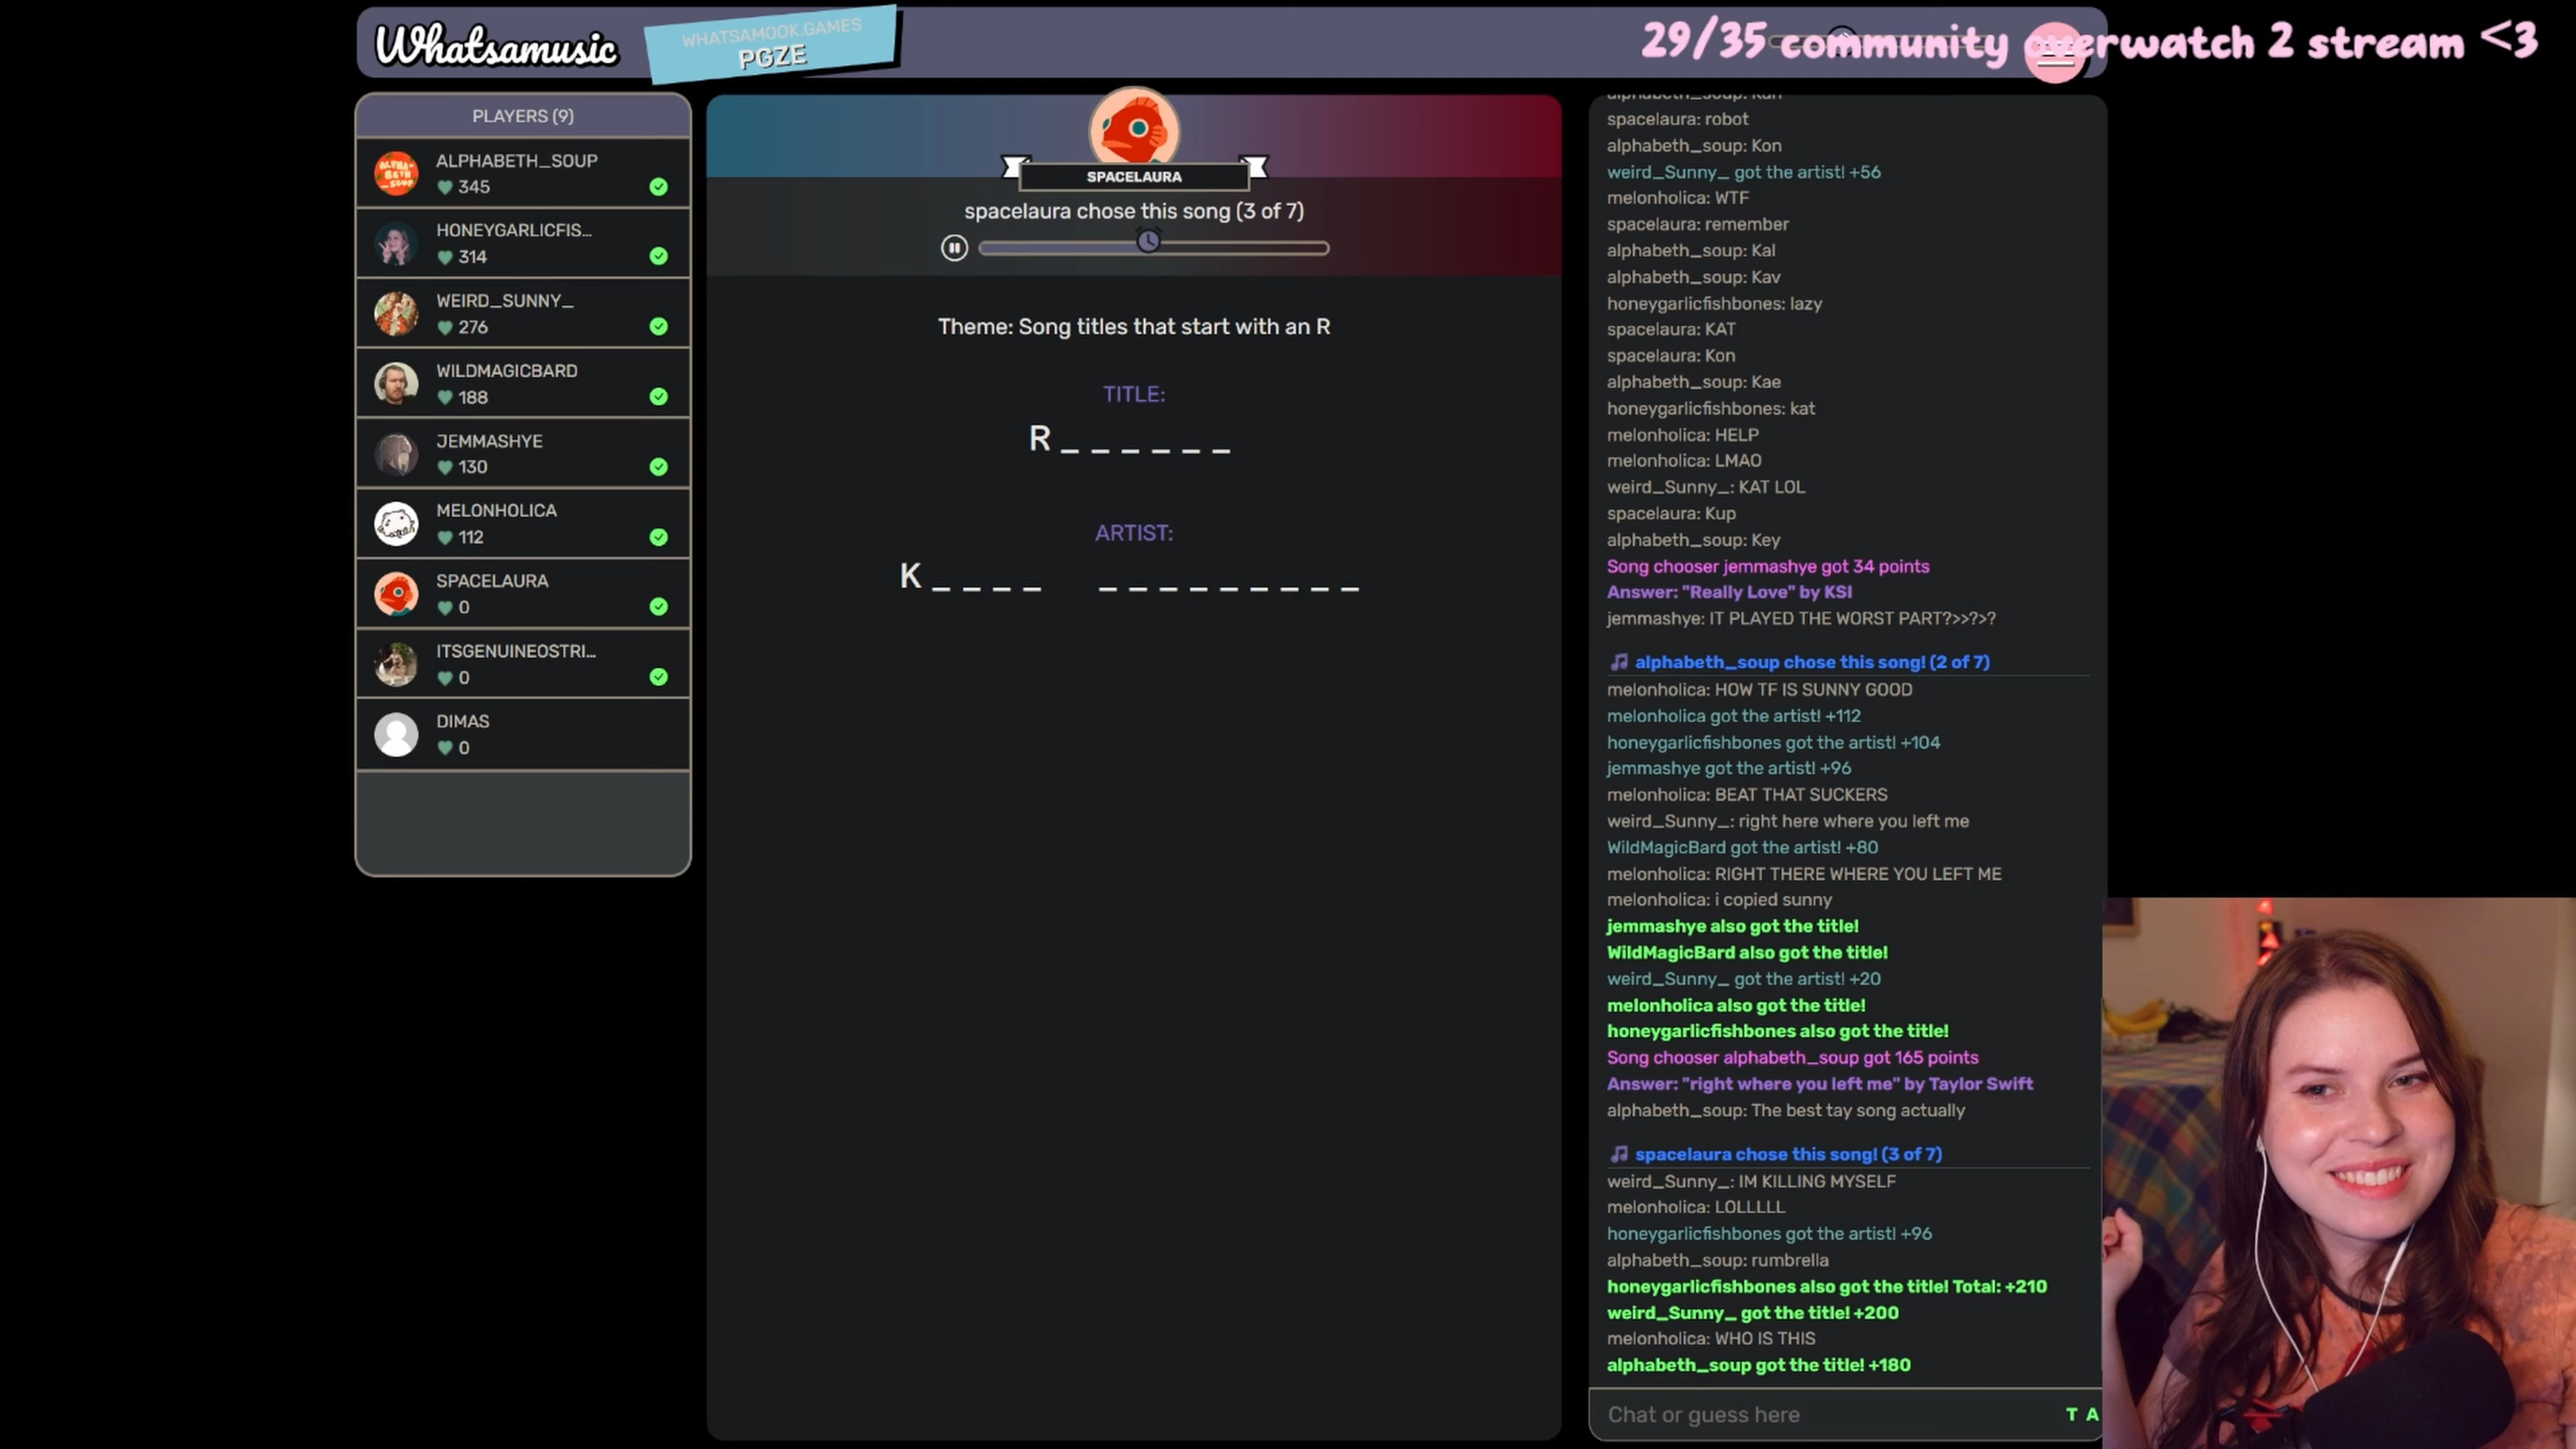 Whatsamusic
WHATSAMOOK.GAMES
PGZE
29/35 community overwatch 2 stream <3
PLAYERS (9)
ALPHABETH_SOUP
345
HONEYGARLICFIS...
314
WEIRD_SUNNY_
276
WILDMAGICBARD
188
JEMMASHYE
130
MELONHOLICA
112
SPACELAURA
0
ITSGENUINEOSTRI...
0
DIMAS
0
SPACELAURA
spacelaura chose this song (3 of 7)
Theme: Song titles that start with an R
TITLE:
R _ _ _ _ _ _
ARTIST:
K _ _ _ _   _ _ _ _ _ _ _ _ _
spacelaura: robot
alphabeth_soup: Kon
weird_Sunny_ got the artist! +56
melonholica: WTF
spacelaura: remember
alphabeth_soup: Kal
alphabeth_soup: Kav
honeygarlicfishbones: lazy
spacelaura: KAT
spacelaura: Kon
alphabeth_soup: Kae
honeygarlicfishbones: kat
melonholica: HELP
melonholica: LMAO
weird_Sunny_: KAT LOL
spacelaura: Kup
alphabeth_soup: Key
Song chooser jemmashye got 34 points
Answer: "Really Love" by KSI
jemmashye: IT PLAYED THE WORST PART?>>?>?
alphabeth_soup chose this song! (2 of 7)
melonholica: HOW TF IS SUNNY GOOD
melonholica got the artist! +112
honeygarlicfishbones got the artist! +104
jemmashye got the artist! +96
melonholica: BEAT THAT SUCKERS
weird_Sunny_: right here where you left me
WildMagicBard got the artist! +80
melonholica: RIGHT THERE WHERE YOU LEFT ME
melonholica: i copied sunny
jemmashye also got the title!
WildMagicBard also got the title!
weird_Sunny_ got the artist! +20
melonholica also got the title!
honeygarlicfishbones also got the title!
Song chooser alphabeth_soup got 165 points
Answer: "right where you left me" by Taylor Swift
alphabeth_soup: The best tay song actually
spacelaura chose this song! (3 of 7)
weird_Sunny_: IM KILLING MYSELF
melonholica: LOLLLLL
honeygarlicfishbones got the artist! +96
alphabeth_soup: rumbrella
honeygarlicfishbones also got the title! Total: +210
weird_Sunny_ got the title! +200
melonholica: WHO IS THIS
alphabeth_soup got the title! +180
Chat or guess here
T A